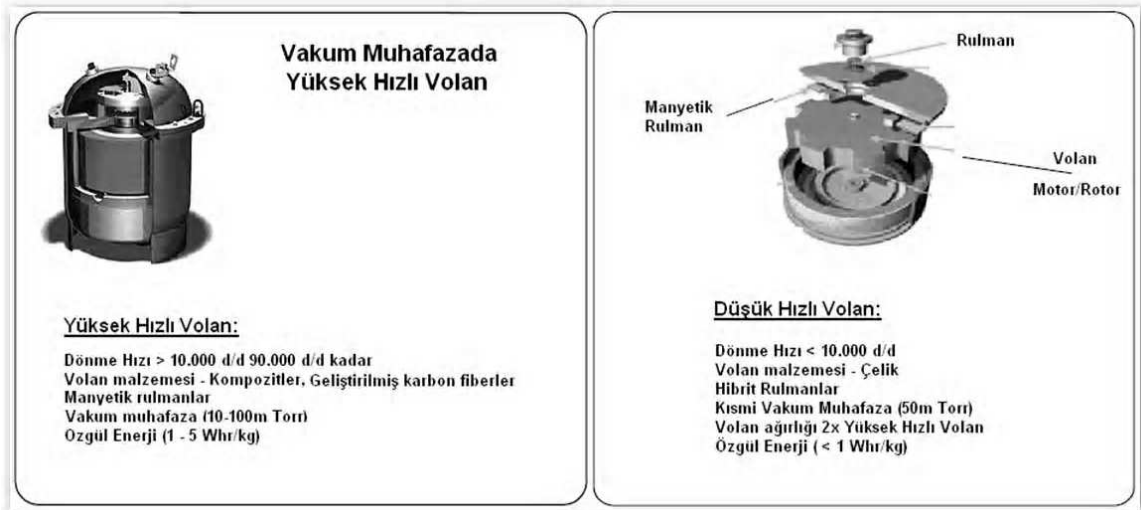 Vakum Muhafazada
Yüksek Hızlı Volan
Yüksek Hızlı Volan:
Dönme Hızı > 10.000 d/d 90.000 d/d kadar
Volan malzemesi - Kompozitler, Geliştirilmiş karbon fiberler
Manyetik rulmanlar
Vakum muhafaza (10-100m Torr)
Ozgül Enerji (1 - 5 Whr/kg)
Rulman
Manyetik
Rulman
Volan
Motor/Rotor
Düşük Hızlı Volan:
Dönme Hızı < 10.000 d/d
Volan malzemesi - Çelik
Hibrit Rulmanlar
Kısmi Vakum Muhafaza (50m Torr)
Volan ağırlığı 2x Yüksek Hızlı Volan
Özgül Enerji ( < 1 Whr/kg)